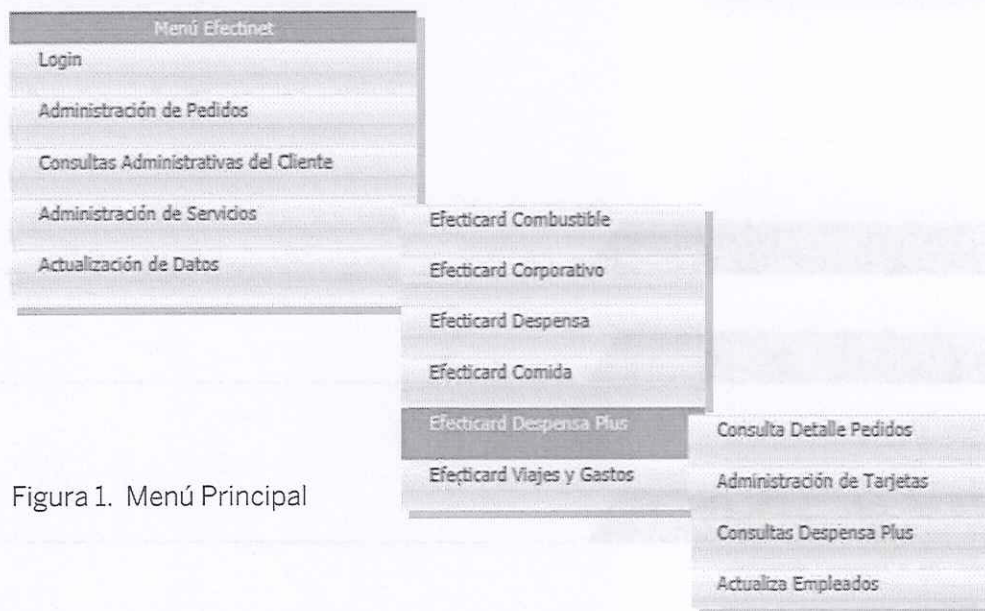 Menú Efectinet
Login
Administración de Pedidos
Consultas Administrativas del Cliente
Administración de Servicios
Actualización de Datos
Efecticard Combustible
Efecticard Corporativo
Efecticard Despensa
Efecticard Comida
Efecticard Despensa Plus
Efecticard Viajes y Gastos
Consulta Detalle Pedidos
Administración de Tarjetas
Consultas Despensa Plus
Actualiza Empleados
Figura 1. Menú Principal